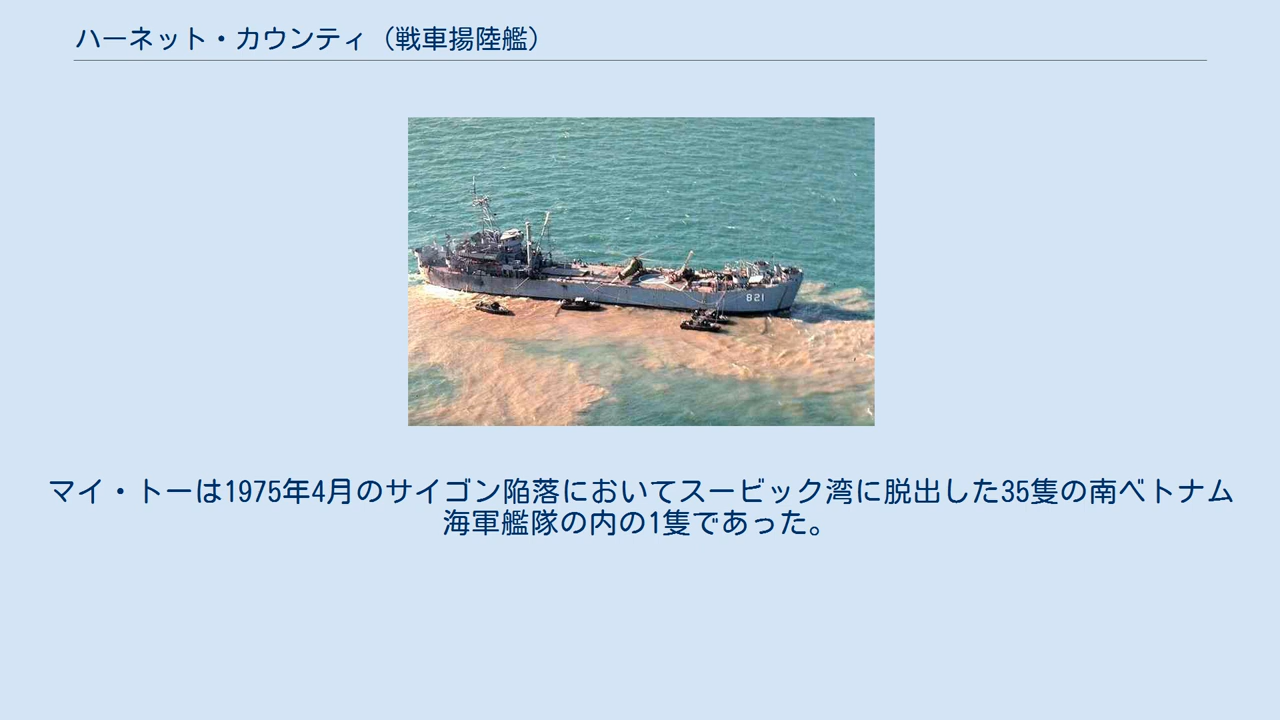 ハーネット・カウンティ（戦車揚陸艦）
821
マイ・トーは1975年4月のサイゴン陥落においてスービック湾に脱出した35隻の南ベトナム
海軍艦隊の内の1隻であった。